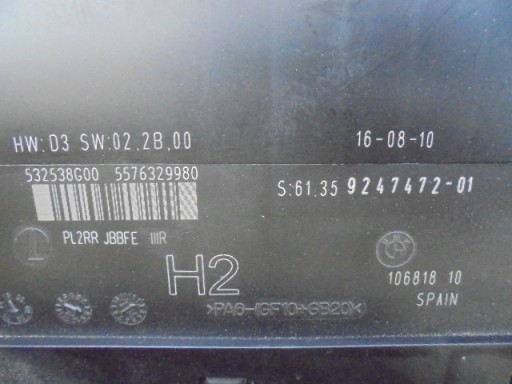 HW:D3 SW:02.2B.00
16-08-10
532538G00 5576329980
S:61.35 9247472-01
PL2RR JBBFE IIIR
H2
BMW
106818 10
>PA6-(GF10+GB20)<
SPAIN